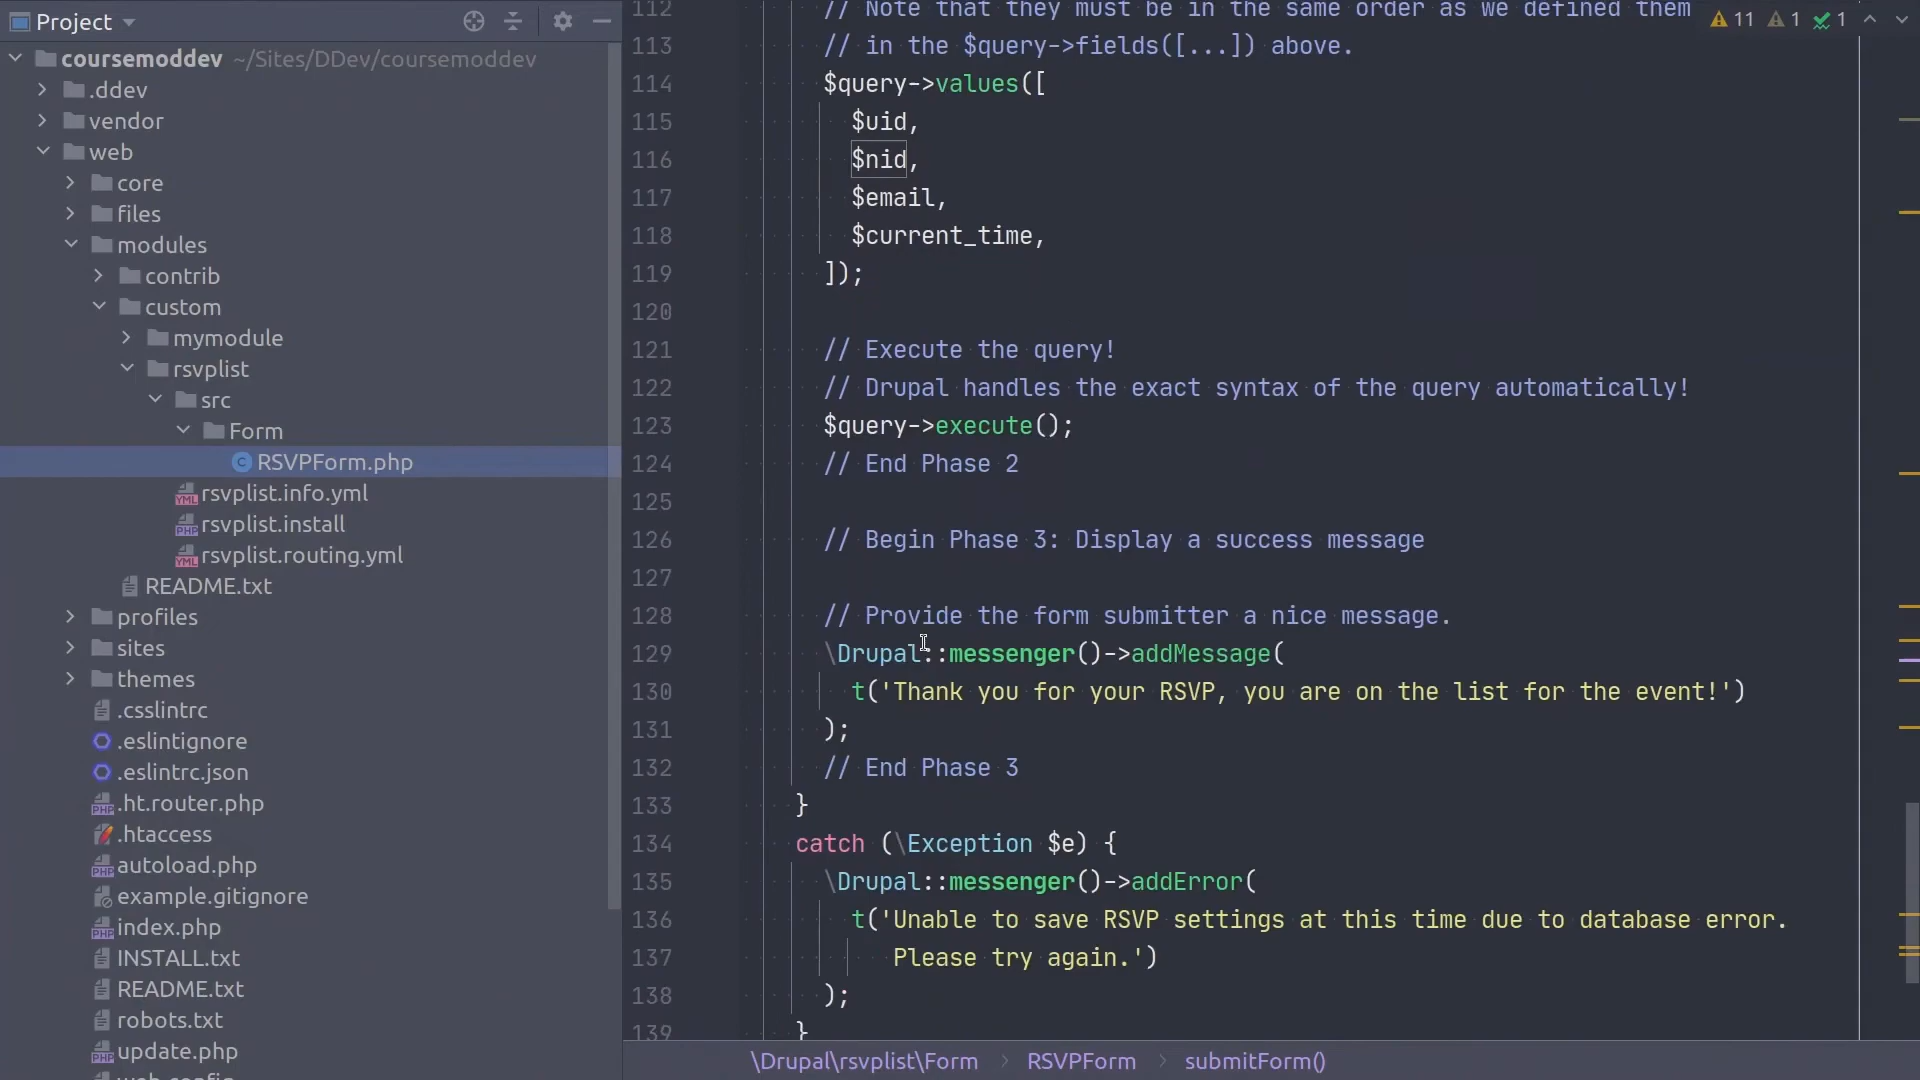 Project
coursemoddev ~/Sites/DDev/coursemoddev
.ddev
vendor
web
core
files
modules
contrib
custom
mymodule
rsvplist
src
Form
RSVPForm.php
rsvplist.info.yml
rsvplist.install
rsvplist.routing.yml
README.txt
profiles
sites
themes
.csslintrc
.eslintignore
.eslintrc.json
.ht.router.php
.htaccess
autoload.php
example.gitignore
index.php
INSTALL.txt
README.txt
robots.txt
update.php
web.config
11 1 1
112 // Note that they must be in the same order as we defined them
113 // in the $query->fields([...]) above.
114 $query->values([
115 $uid,
116 $nid,
117 $email,
118 $current_time,
119 ]);
120
121 // Execute the query!
122 // Drupal handles the exact syntax of the query automatically!
123 $query->execute();
124 // End Phase 2
125
126 // Begin Phase 3: Display a success message
127
128 // Provide the form submitter a nice message.
129 \Drupal::messenger()->addMessage(
130 t('Thank you for your RSVP, you are on the list for the event!')
131 );
132 // End Phase 3
133 }
134 catch (\Exception $e) {
135 \Drupal::messenger()->addError(
136 t('Unable to save RSVP settings at this time due to database error.
137 Please try again.')
138 );
139 }
\Drupal\rsvplist\Form RSVPForm submitForm()